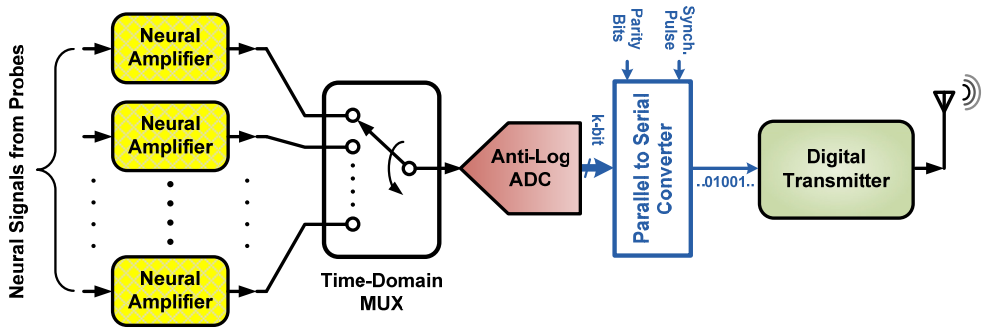 Neural Signals from Probes
Neural
Amplifier
Neural
Amplifier
Neural
Amplifier
Time-Domain
MUX
Anti-Log
ADC
k-bit
Parity
Bits
Synch.
Pulse
Parallel to Serial
Converter
..01001..
Digital
Transmitter